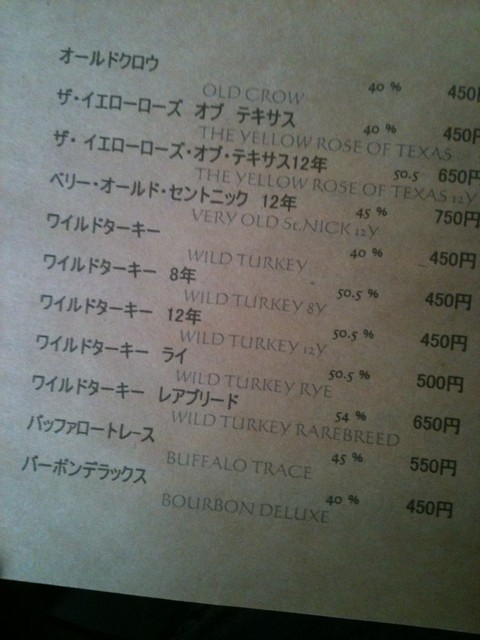 オールドクロウ
OLD CROW 40 % 450円
ザ・イエローローズ オブ テキサス
THE YELLOW ROSE OF TEXAS 40 % 450円
ザ・イエローローズ・オブ・テキサス12年
THE YELLOW ROSE OF TEXAS 12Y 50.5 650円
ベリー・オールド・セントニック 12年
VERY OLD St.NICK 12Y 45 % 750円
ワイルドターキー
WILD TURKEY 40 % 450円
ワイルドターキー 8年
WILD TURKEY 8Y 50.5 % 450円
ワイルドターキー 12年
WILD TURKEY 12Y 50.5 % 450円
ワイルドターキー ライ
WILD TURKEY RYE 50.5 % 500円
ワイルドターキー レアブリード
WILD TURKEY RAREBREED 54 % 650円
バッファロートレース
BUFFALO TRACE 45 % 550円
バーボンデラックス
BOURBON DELUXE 40 % 450円